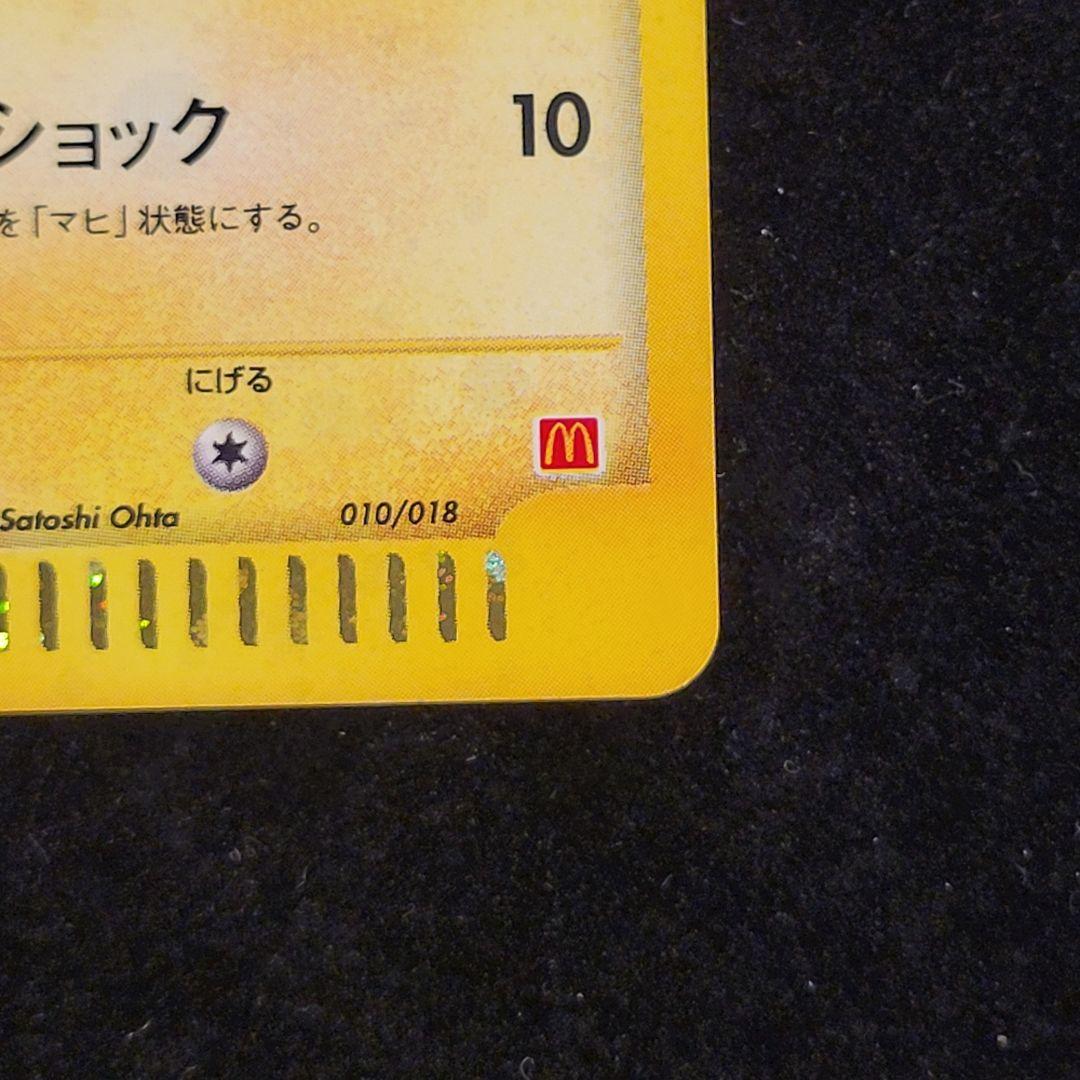 ショック 10
を「マヒ」状態にする。
にげる
M
Satoshi Ohta 010/018